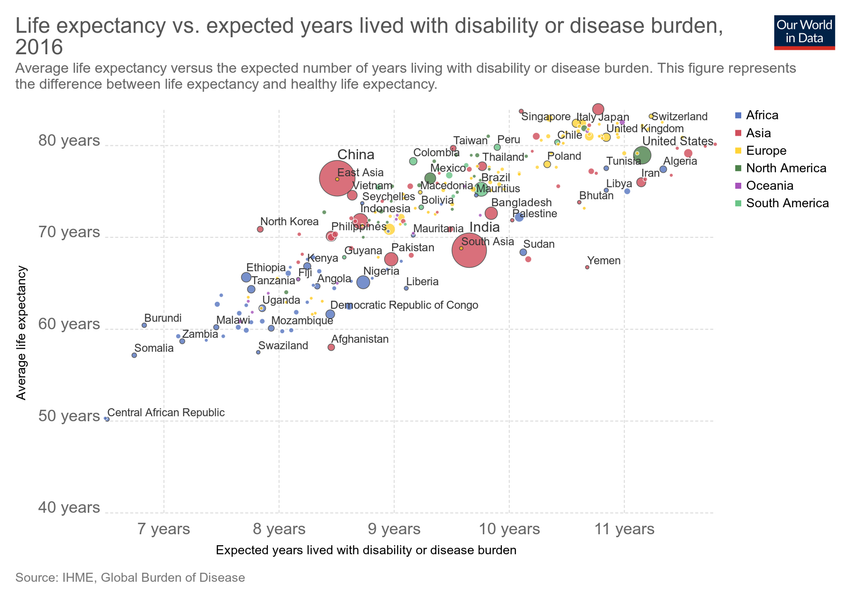 Life expectancy vs. expected years lived with disability or disease burden,
2016
Our World
in Data
Average life expectancy versus the expected number of years living with disability or disease burden. This figure represents
the difference between life expectancy and healthy life expectancy.
Africa
Asia
Europe
North America
Oceania
South America
Average life expectancy
80 years
70 years
60 years
50 years
40 years
Singapore
Italy
Japan
Switzerland
United Kingdom
Chile
Taiwan
Peru
United States
Colombia
Thailand
Poland
China
Mexico
Tunisia
Algeria
East Asia
Brazil
Iran
Vietnam
Macedonia
Mauritius
Libya
Seychelles
Bolivia
Bhutan
Indonesia
Bangladesh
Palestine
North Korea
Philippines
Mauritania
India
South Asia
Sudan
Guyana
Pakistan
Kenya
Yemen
Ethiopia
Fiji
Nigeria
Tanzania
Angola
Liberia
Uganda
Democratic Republic of Congo
Burundi
Malawi
Mozambique
Zambia
Somalia
Swaziland
Afghanistan
Central African Republic
7 years
8 years
9 years
10 years
11 years
Expected years lived with disability or disease burden
Source: IHME, Global Burden of Disease